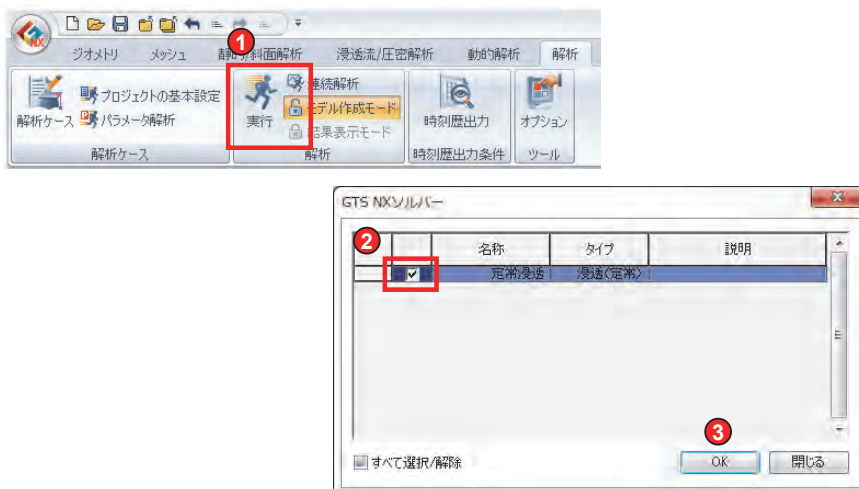 NX
1
ジオメトリ メッシュ 静的/斜面解析 浸透流/圧密解析 動的解析 解析
解析ケース
プロジェクトの基本設定
パラメータ解析
解析ケース
実行
連続解析
モデル作成モード
結果表示モード
解析
時刻歴出力
時刻歴出力条件
オプション
ツール
GTS NXソルバー
2
名称 タイプ 説明
定常浸透 浸透(定常)
3
すべて選択/解除 OK 閉じる